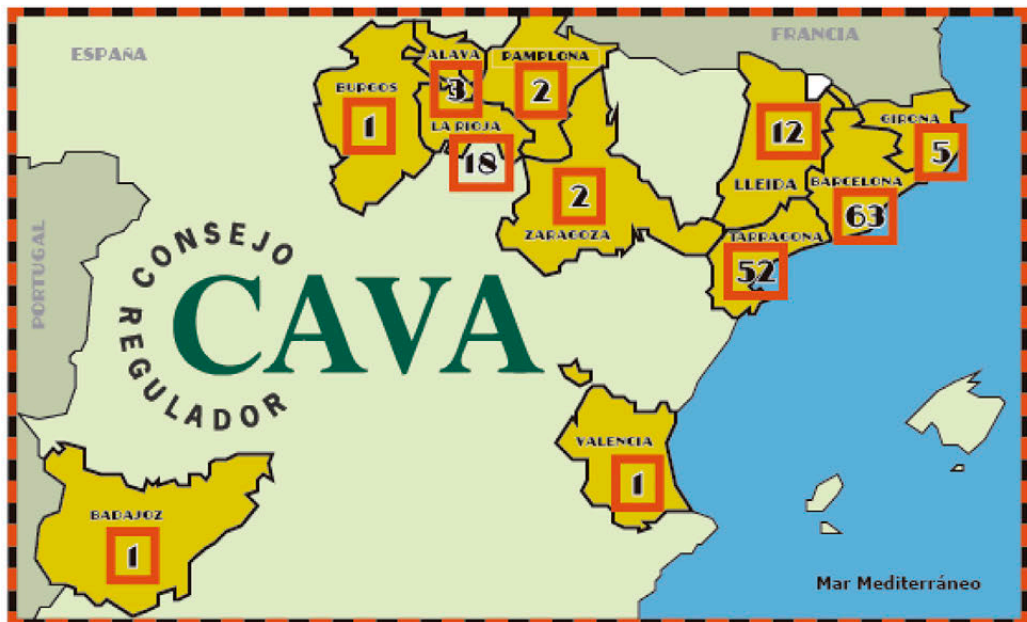 ESPAÑA
FRANCIA
PORTUGAL
BURGOS
1
ALAVA
3
PAMPLONA
2
LA RIOJA
18
ZARAGOZA
2
LLEIDA
12
GIRONA
5
BARCELONA
63
TARRAGONA
52
CONSEJO
REGULADOR
CAVA
VALENCIA
1
BADAJOZ
1
Mar Mediterráneo